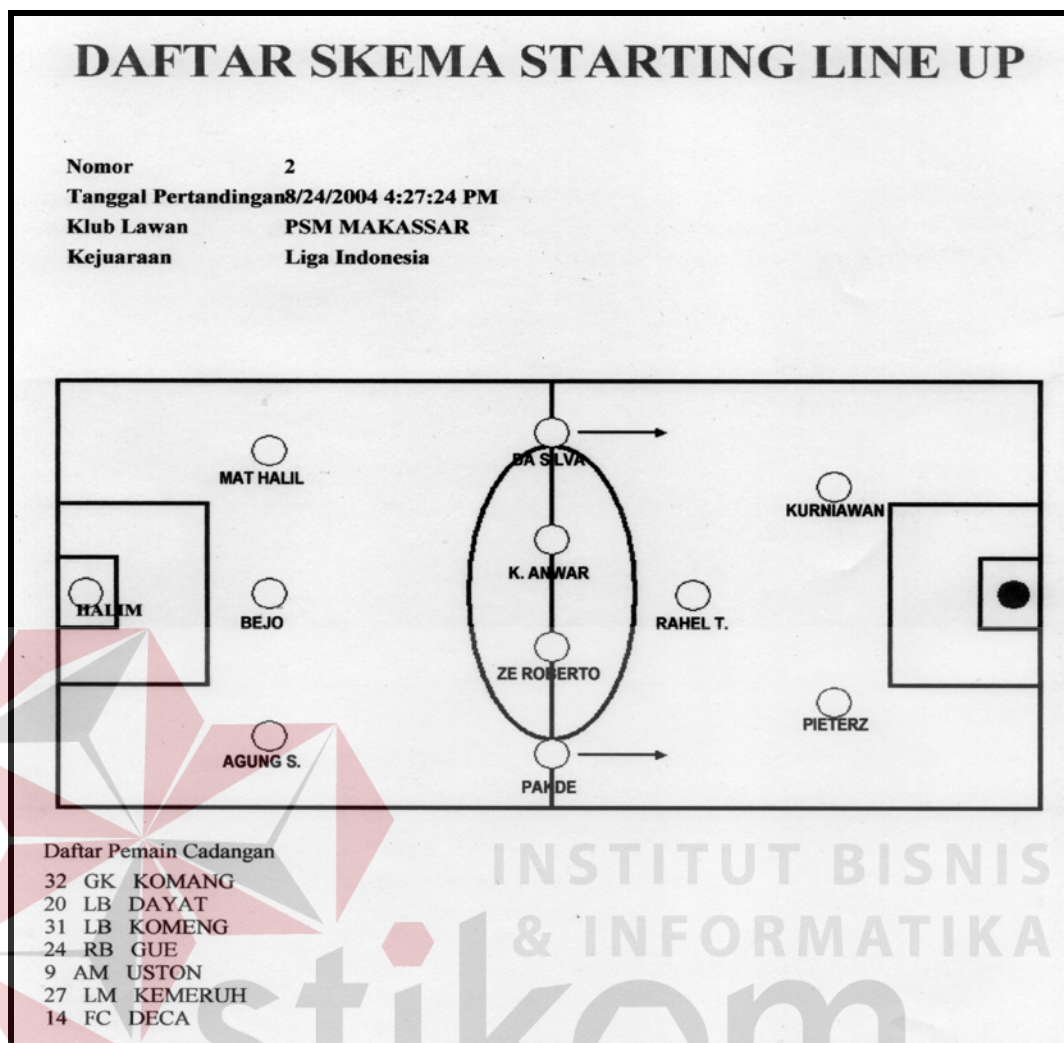 DAFTAR SKEMA STARTING LINE UP
Nomor 2
Tanggal Pertandingan8/24/2004 4:27:24 PM
Klub Lawan PSM MAKASSAR
Kejuaraan Liga Indonesia
DA SILVA
MAT HALIL
KURNIAWAN
K. ANWAR
HALIM
BEJO
RAHEL T.
ZE ROBERTO
PIETERZ
AGUNG S.
PAKDE
Daftar Pemain Cadangan
32 GK KOMANG
20 LB DAYAT
31 LB KOMENG
24 RB GUE
9 AM USTON
27 LM KEMERUH
14 FC DECA
INSTITUT BISNIS
& INFORMATIKA
stikom